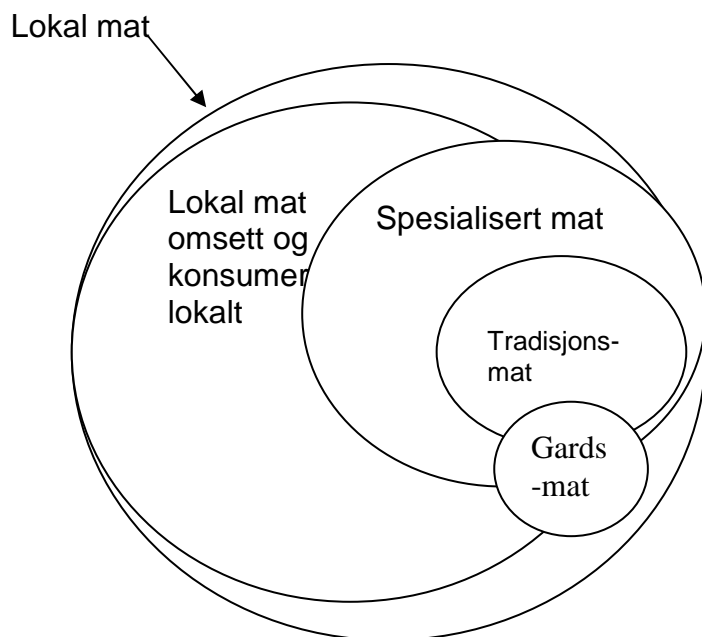 Lokal mat
Lokal mat
omsett og
konsumer
lokalt
Spesialisert mat
Tradisjons-
mat
Gards
-mat